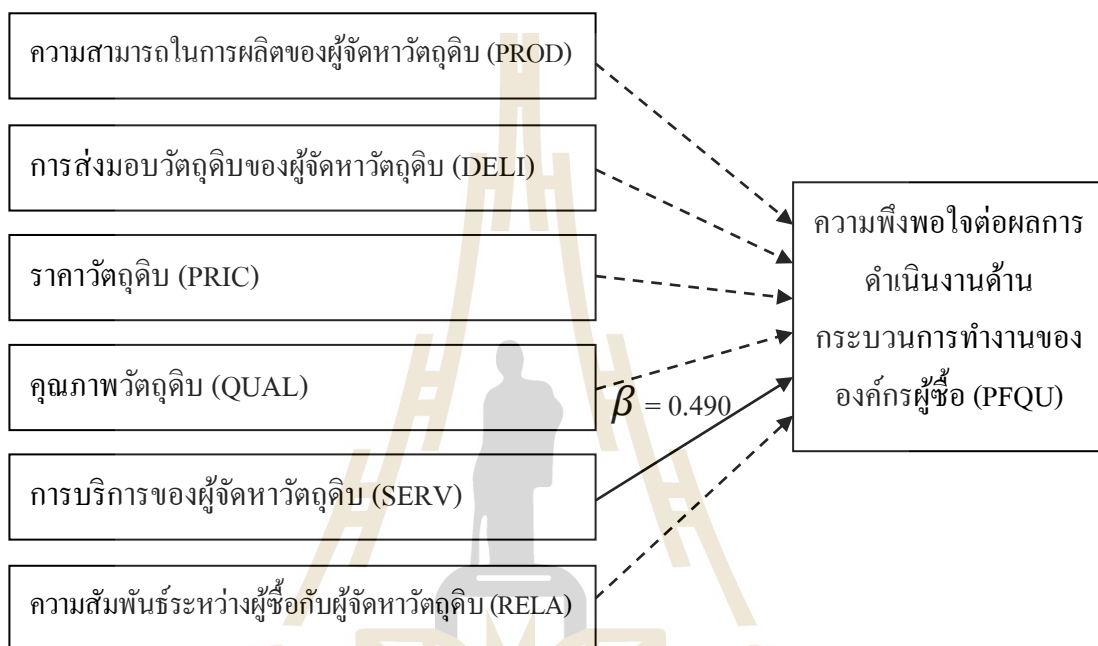 ความสามารถในการผลิตของผู้จัดหาวัตถุดิบ (PROD)
การส่งมอบวัตถุดิบของผู้จัดหาวัตถุดิบ (DELI)
ราคาวัตถุดิบ (PRIC)
คุณภาพวัตถุดิบ (QUAL)
β = 0.490
การบริการของผู้จัดหาวัตถุดิบ (SERV)
ความสัมพันธ์ระหว่างผู้ซื้อกับผู้จัดหาวัตถุดิบ (RELA)
ความพึงพอใจต่อผลการ
ดำเนินงานด้าน
กระบวนการทำงานของ
องค์กรผู้ซื้อ (PFQU)